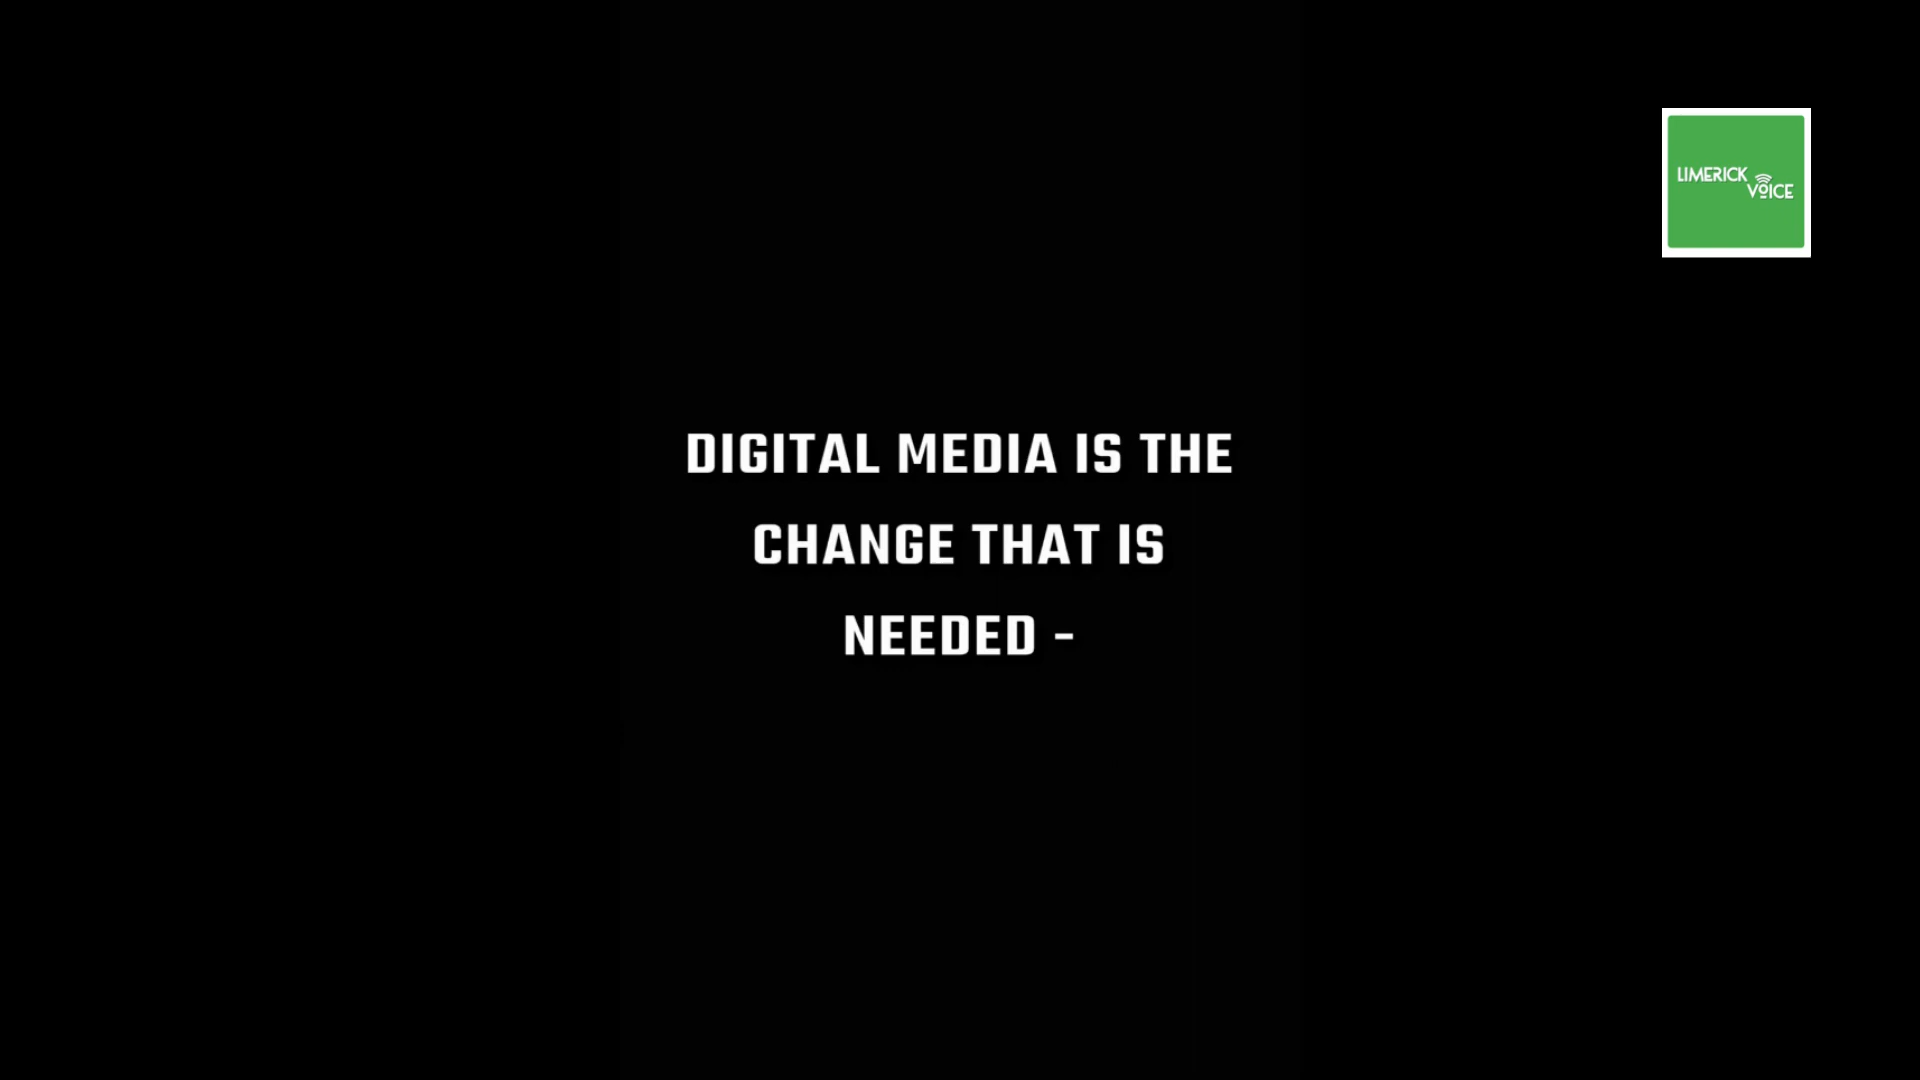 LIMERICK
VOICE
DIGITAL MEDIA IS THE
CHANGE THAT IS
NEEDED -